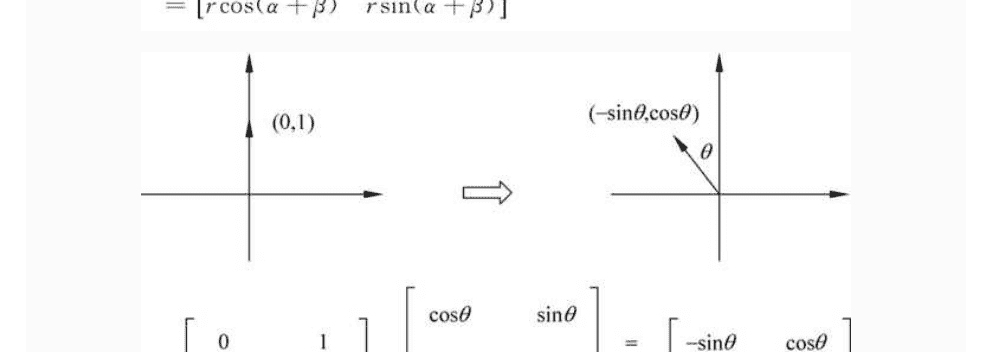 = [r cos(α + β)  r sin(α + β)]
(0,1)
(−sinθ,cosθ)
θ
cosθ sinθ
[0 1] = [−sinθ cosθ]